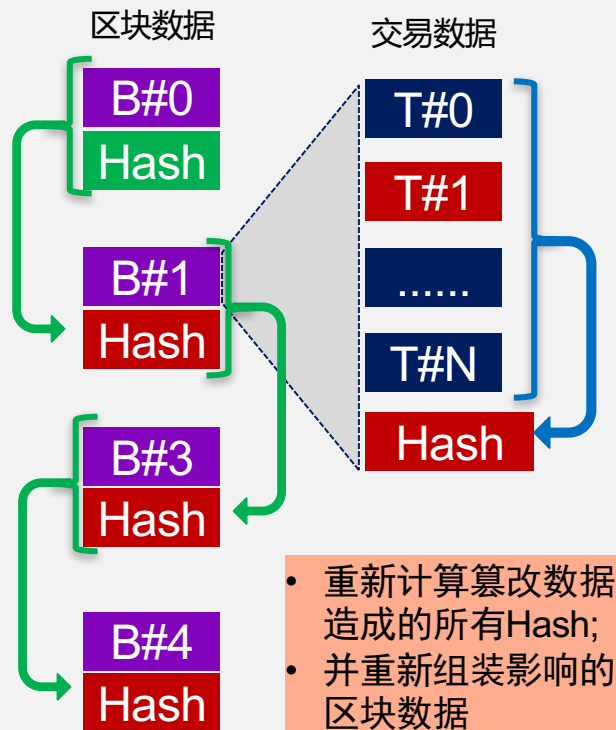 区块数据
B#0
Hash
B#1
Hash
B#3
Hash
B#4
Hash
交易数据
T#0
T#1
......
T#N
Hash
• 重新计算篡改数据
造成的所有Hash;
• 并重新组装影响的
区块数据